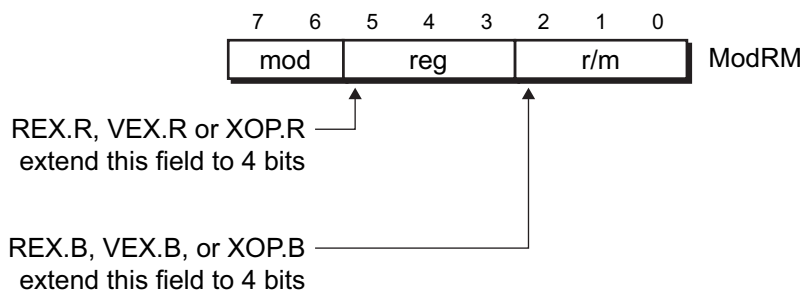 7 6 5 4 3 2 1 0
mod reg r/m ModRM
REX.R, VEX.R or XOP.R
extend this field to 4 bits
REX.B, VEX.B, or XOP.B
extend this field to 4 bits